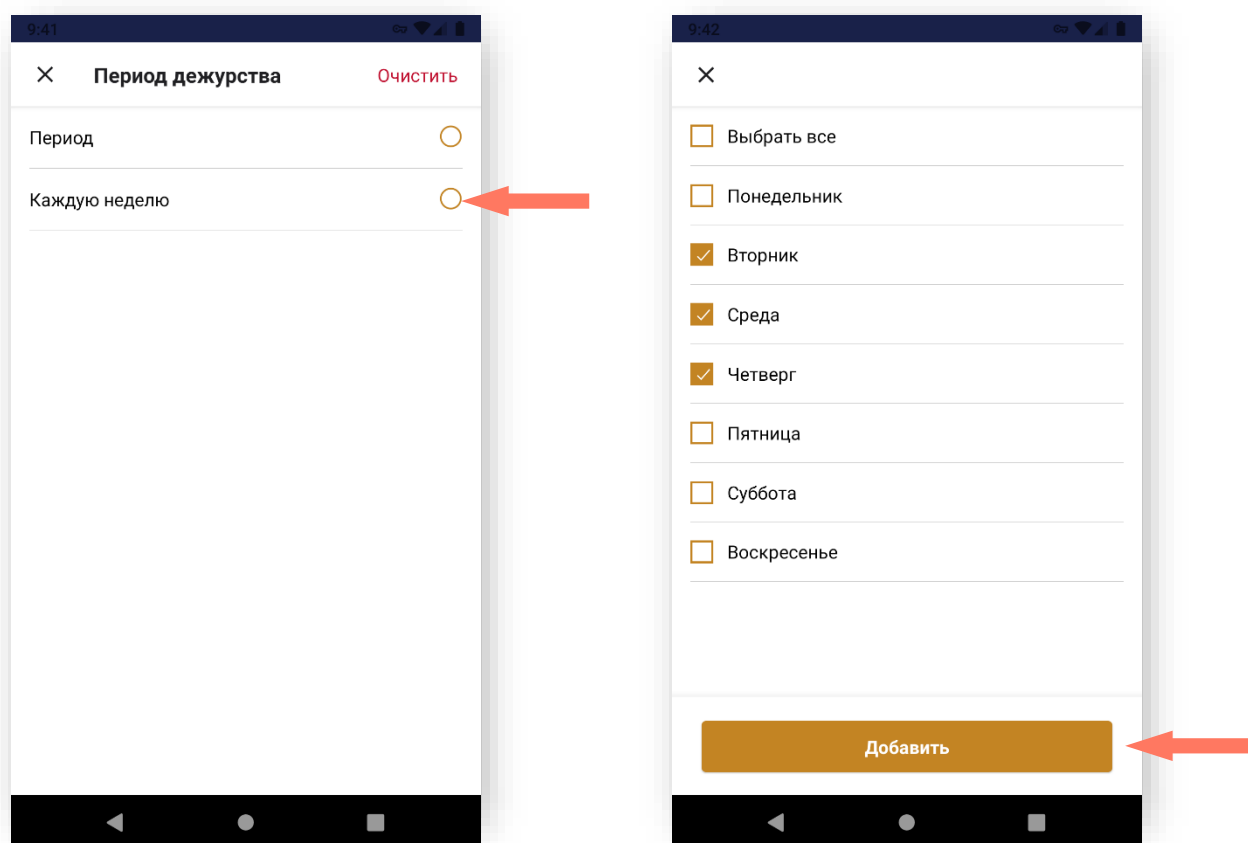 9:41
Период дежурства
Очистить
Период
Каждую неделю
9:42
Выбрать все
Понедельник
Вторник
Среда
Четверг
Пятница
Суббота
Воскресенье
Добавить